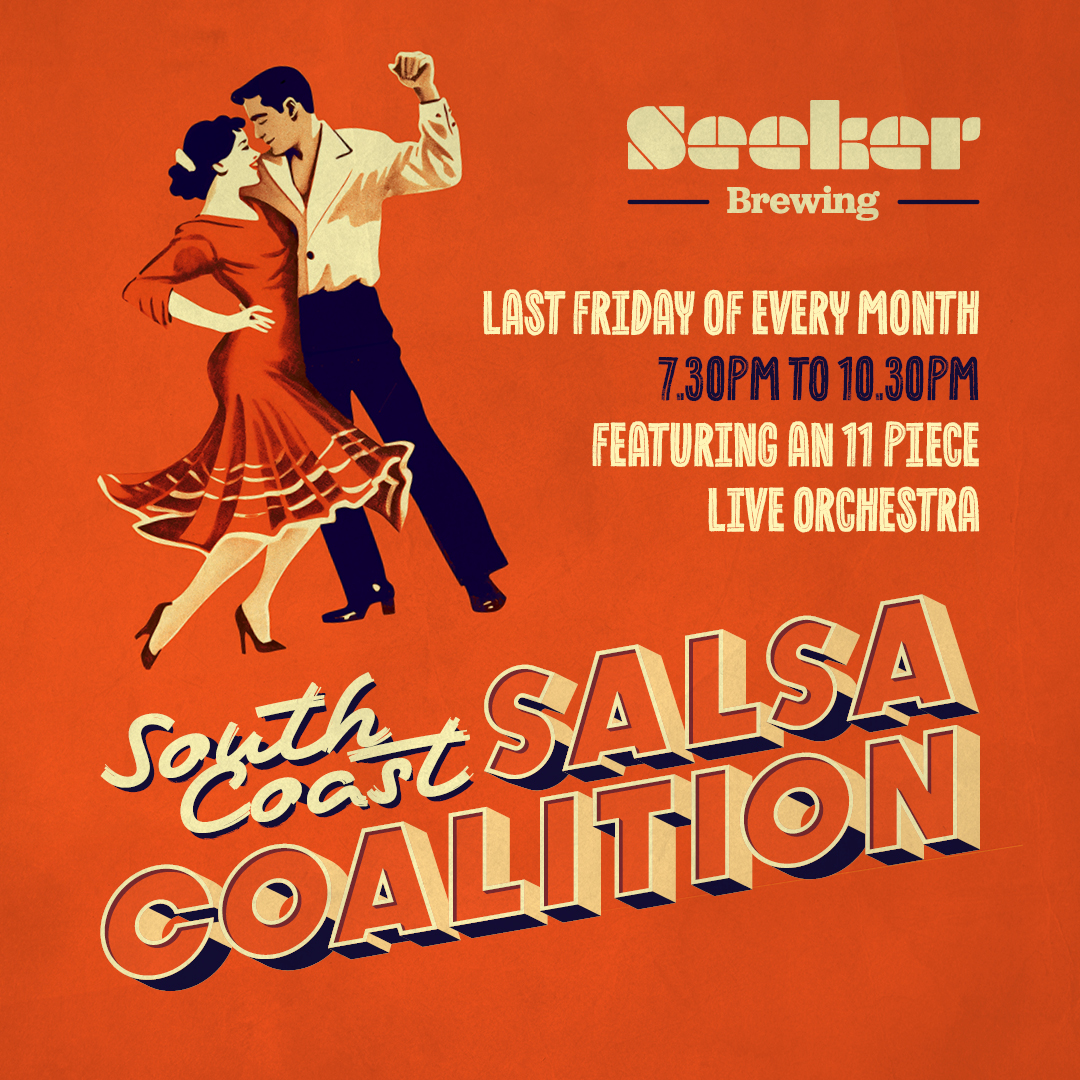 Seeker
Brewing
LAST FRIDAY OF EVERY MONTH
7.30PM TO 10.30PM
FEATURING AN 11 PIECE
LIVE ORCHESTRA
South Coast SALSA
COALITION